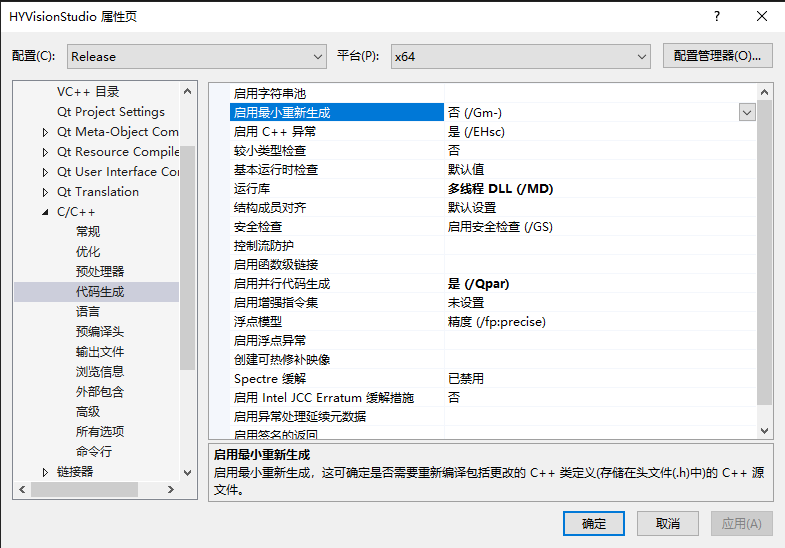 HYVisionStudio 属性页
配置(C): Release 平台(P): x64 配置管理器(O)...
VC++ 目录
Qt Project Settings
Qt Meta-Object Com
Qt Resource Compile
Qt User Interface Co
Qt Translation
C/C++
常规
优化
预处理器
代码生成
语言
预编译头
输出文件
浏览信息
外部包含
高级
所有选项
命令行
链接器
启用字符串池
启用最小重新生成 否 (/Gm-)
启用 C++ 异常 是 (/EHsc)
较小类型检查 否
基本运行时检查 默认值
运行库 多线程 DLL (/MD)
结构成员对齐 默认设置
安全检查 启用安全检查 (/GS)
控制流防护
启用函数级链接
启用并行代码生成 是 (/Qpar)
启用增强指令集 未设置
浮点模型 精度 (/fp:precise)
启用浮点异常
创建可热修补映像
Spectre 缓解 已禁用
启用 Intel JCC Erratum 缓解措施 否
启用异常处理延续元数据
启用签名的返回
启用最小重新生成
启用最小重新生成，这可确定是否需要重新编译包括更改的 C++ 类定义(存储在头文件(.h)中)的 C++ 源
文件。
确定 取消 应用(A)